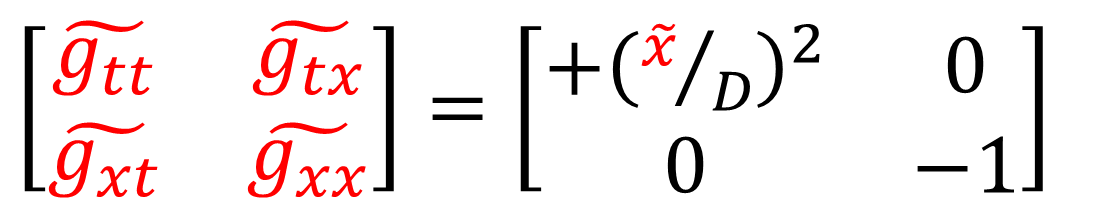 [g̃_tt g̃_tx] = [+(x̃/D)² 0]
[g̃_xt g̃_xx] [0 −1]